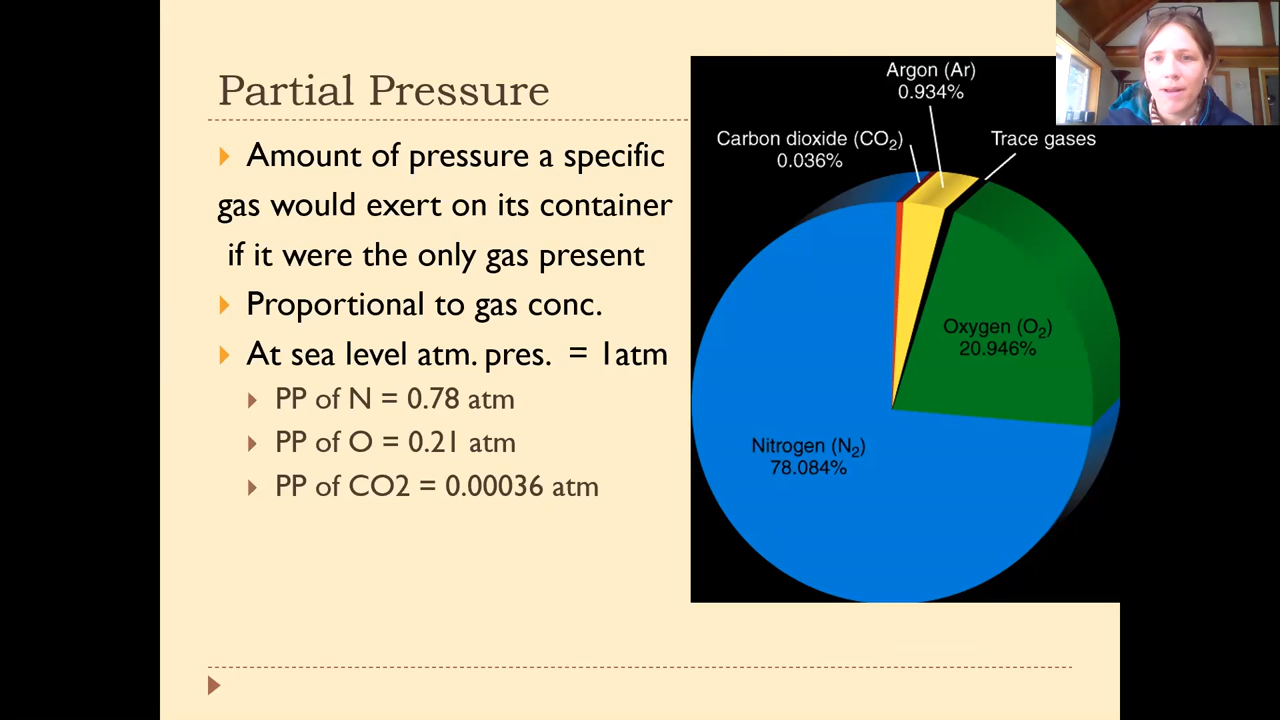 Partial Pressure
Amount of pressure a specific
gas would exert on its container
if it were the only gas present
Proportional to gas conc.
At sea level atm. pres. = 1atm
PP of N = 0.78 atm
PP of O = 0.21 atm
PP of CO2 = 0.00036 atm
Argon (Ar)
0.934%
Carbon dioxide (CO₂)
0.036%
Trace gases
Oxygen (O₂)
20.946%
Nitrogen (N₂)
78.084%